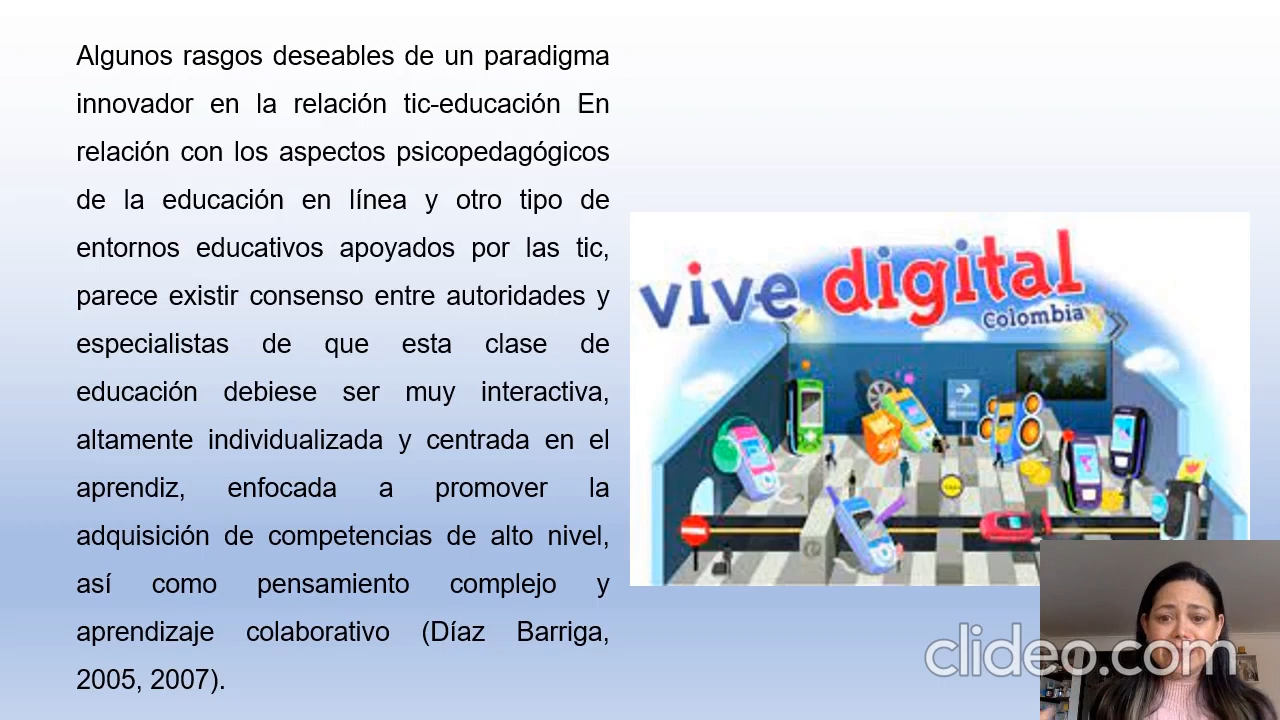 Algunos rasgos deseables de un paradigma
innovador en la relación tic-educación En
relación con los aspectos psicopedagógicos
de la educación en línea y otro tipo de
entornos educativos apoyados por las tic,
parece existir consenso entre autoridades y
especialistas de que esta clase de
educación debiese ser muy interactiva,
altamente individualizada y centrada en el
aprendiz, enfocada a promover la
adquisición de competencias de alto nivel,
así como pensamiento complejo y
aprendizaje colaborativo (Díaz Barriga,
2005, 2007).
vive digital
Colombia
clideo.com